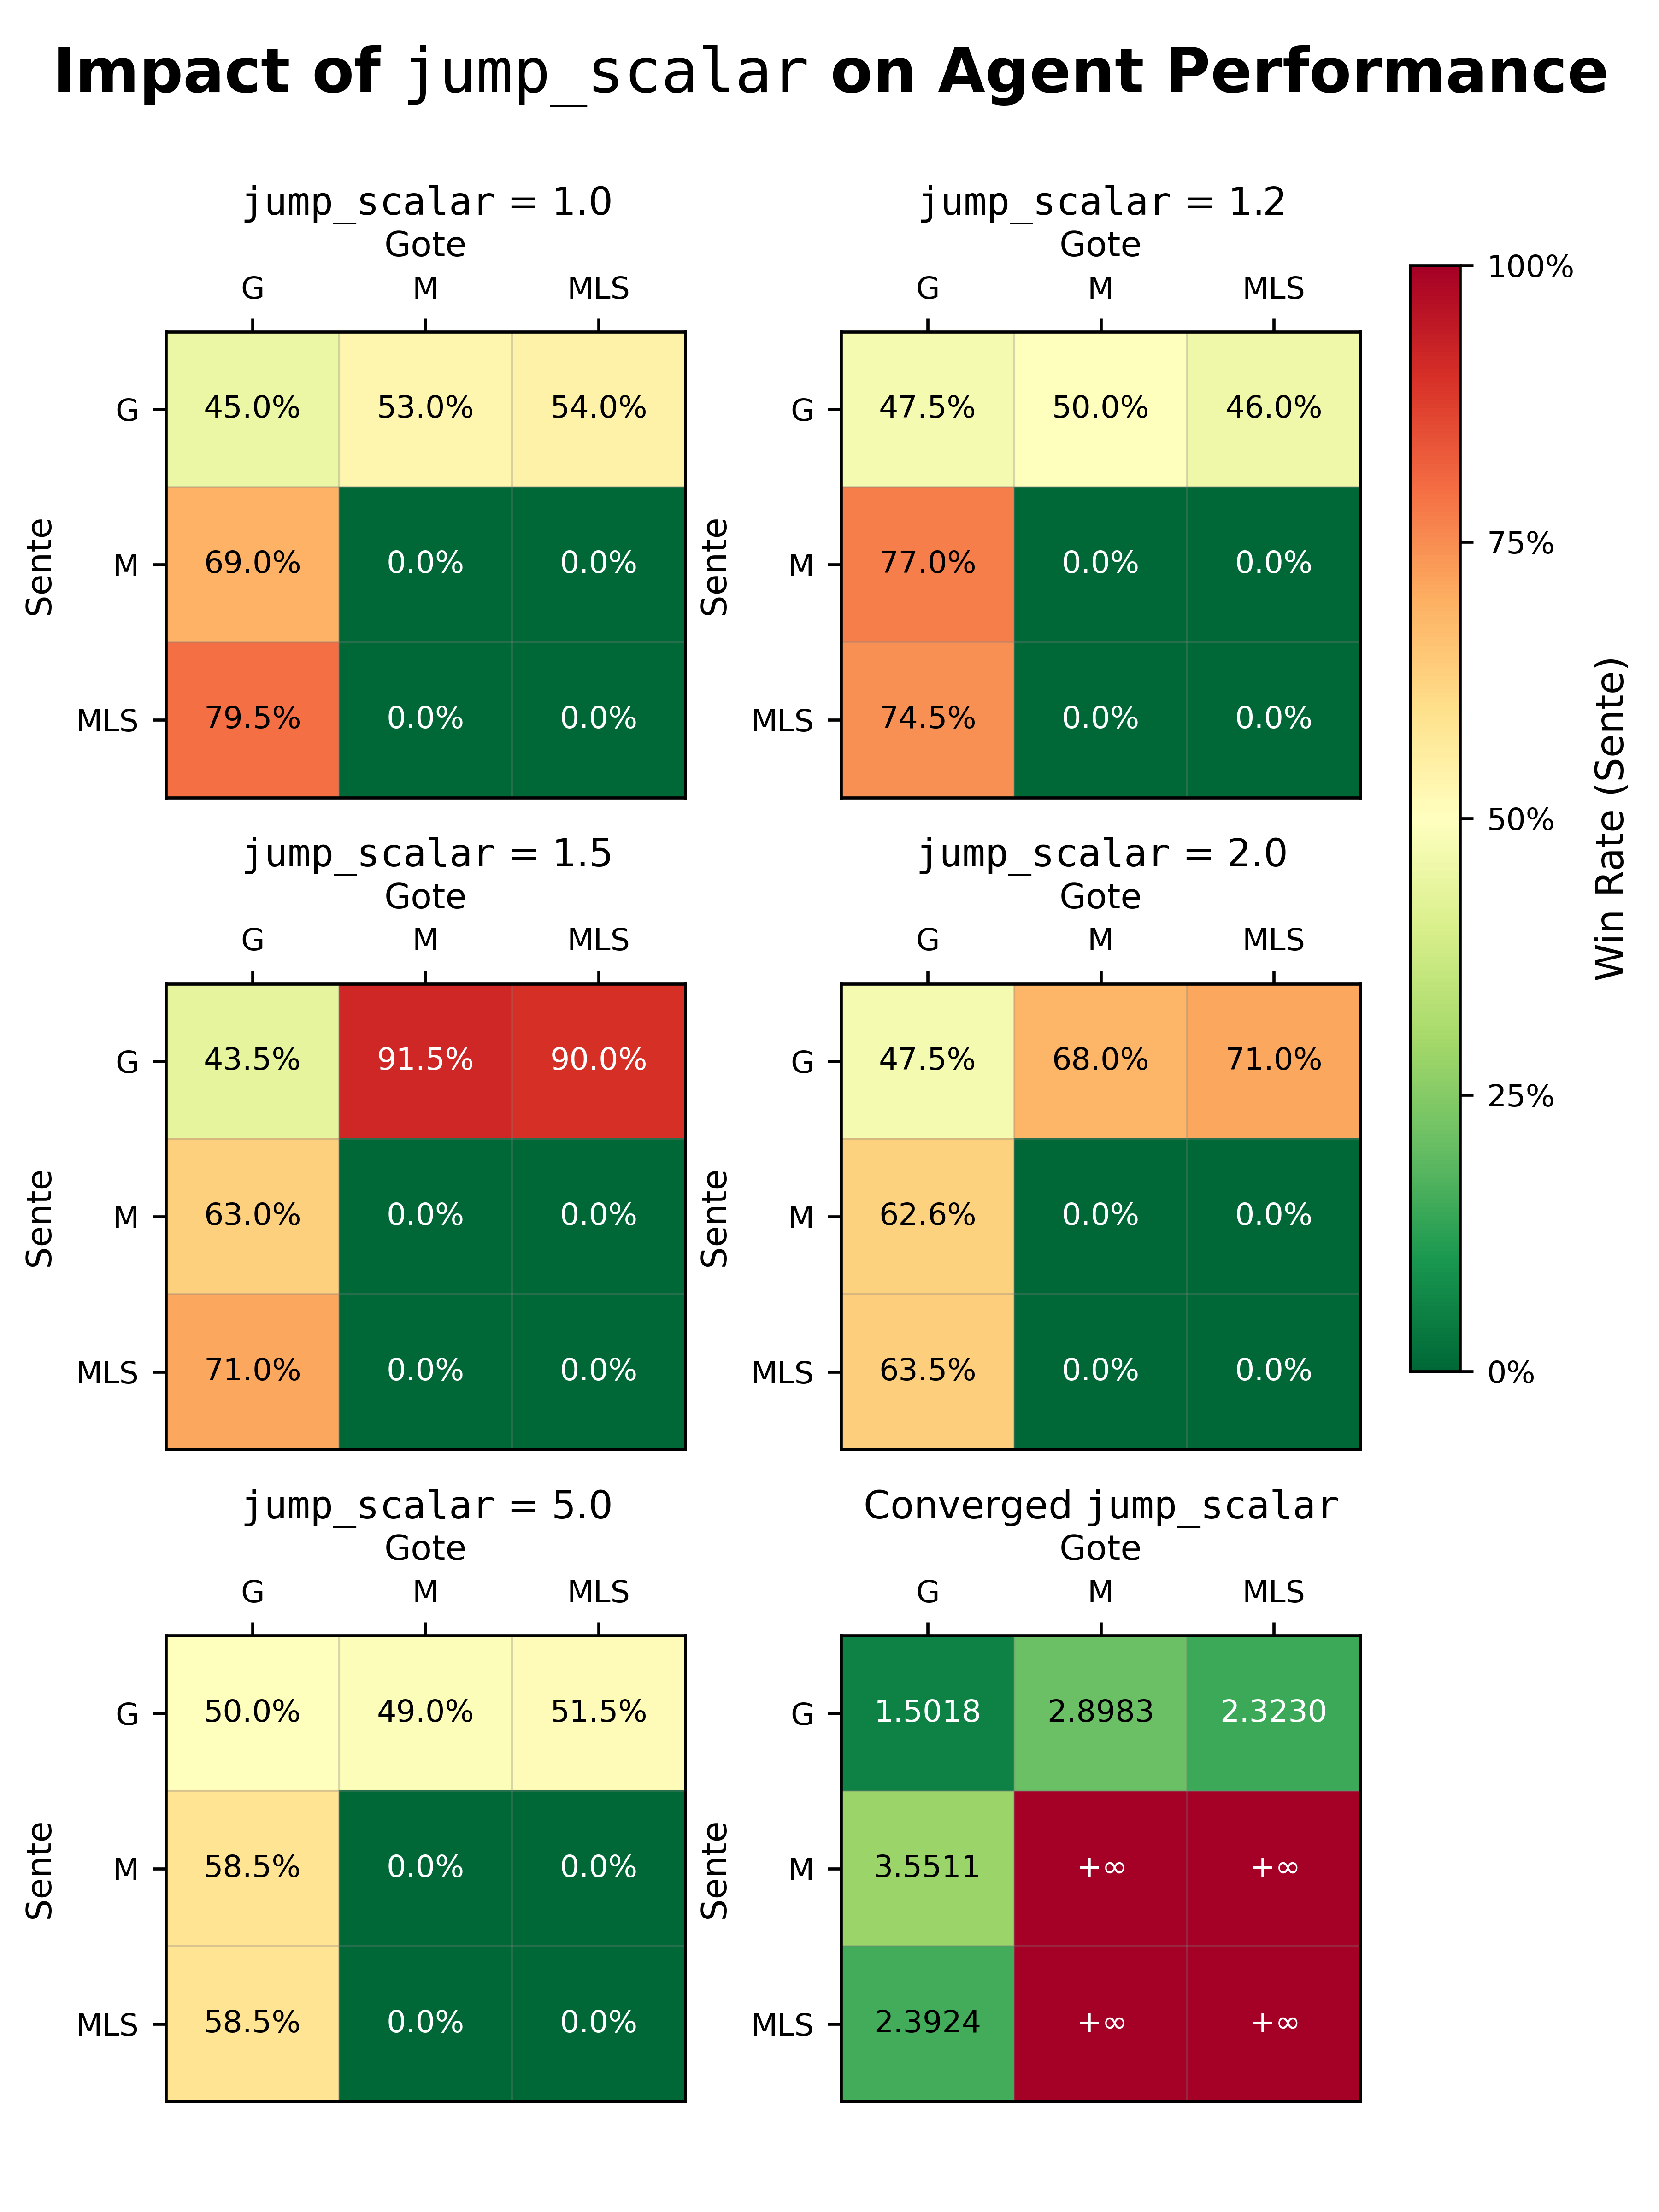 Impact of jump_scalar on Agent Performance
jump_scalar = 1.0
Gote
G M MLS
Sente
G 45.0% 53.0% 54.0%
M 69.0% 0.0% 0.0%
MLS 79.5% 0.0% 0.0%
jump_scalar = 1.2
Gote
G M MLS
Sente
G 47.5% 50.0% 46.0%
M 77.0% 0.0% 0.0%
MLS 74.5% 0.0% 0.0%
jump_scalar = 1.5
Gote
G M MLS
Sente
G 43.5% 91.5% 90.0%
M 63.0% 0.0% 0.0%
MLS 71.0% 0.0% 0.0%
jump_scalar = 2.0
Gote
G M MLS
Sente
G 47.5% 68.0% 71.0%
M 62.6% 0.0% 0.0%
MLS 63.5% 0.0% 0.0%
jump_scalar = 5.0
Gote
G M MLS
Sente
G 50.0% 49.0% 51.5%
M 58.5% 0.0% 0.0%
MLS 58.5% 0.0% 0.0%
Converged jump_scalar
Gote
G M MLS
Sente
G 1.5018 2.8983 2.3230
M 3.5511 +∞ +∞
MLS 2.3924 +∞ +∞
100%
75%
50%
25%
0%
Win Rate (Sente)